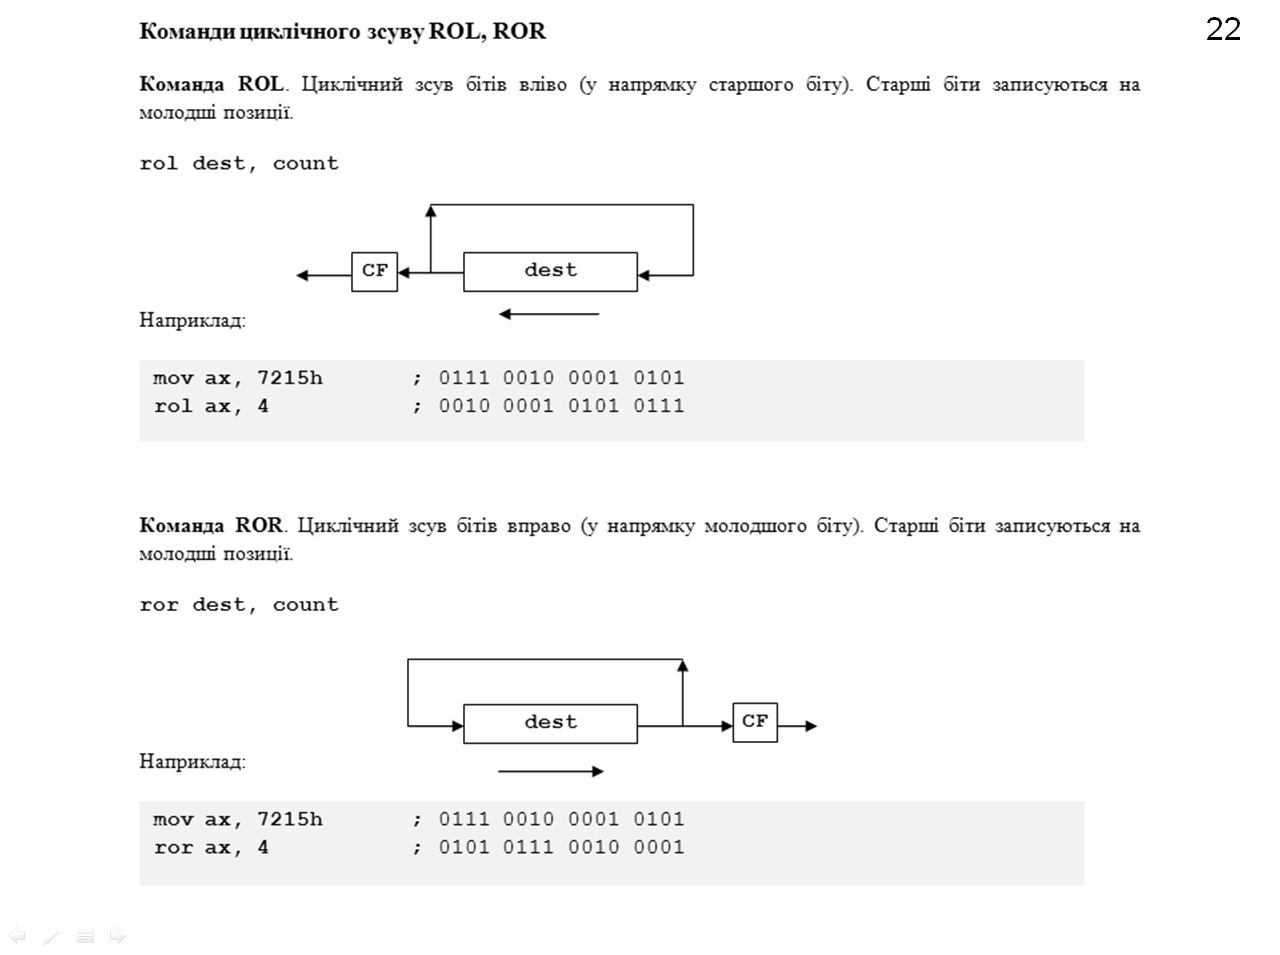 22
Команди циклічного зсуву ROL, ROR
Команда ROL. Циклічний зсув бітів вліво (у напрямку старшого біту). Старші біти записуються на
молодші позиції.
rol dest, count
CF
dest
Наприклад:
mov ax, 7215h ; 0111 0010 0001 0101
rol ax, 4 ; 0010 0001 0101 0111
Команда ROR. Циклічний зсув бітів вправо (у напрямку молодшого біту). Старші біти записуються на
молодші позиції.
ror dest, count
dest
CF
Наприклад:
mov ax, 7215h ; 0111 0010 0001 0101
ror ax, 4 ; 0101 0111 0010 0001